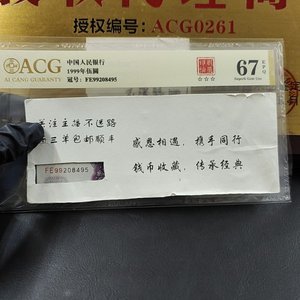 授权编号：ACG0261
ACG
AI CANG GUARANTY
中国人民银行
1999年伍圆
冠号：FE99208495
67
EPQ
Superb Gem Unc
关注主播不迷路
三单包邮顺丰
感恩相遇，携手同行
钱币收藏，传承经典
FE99208495